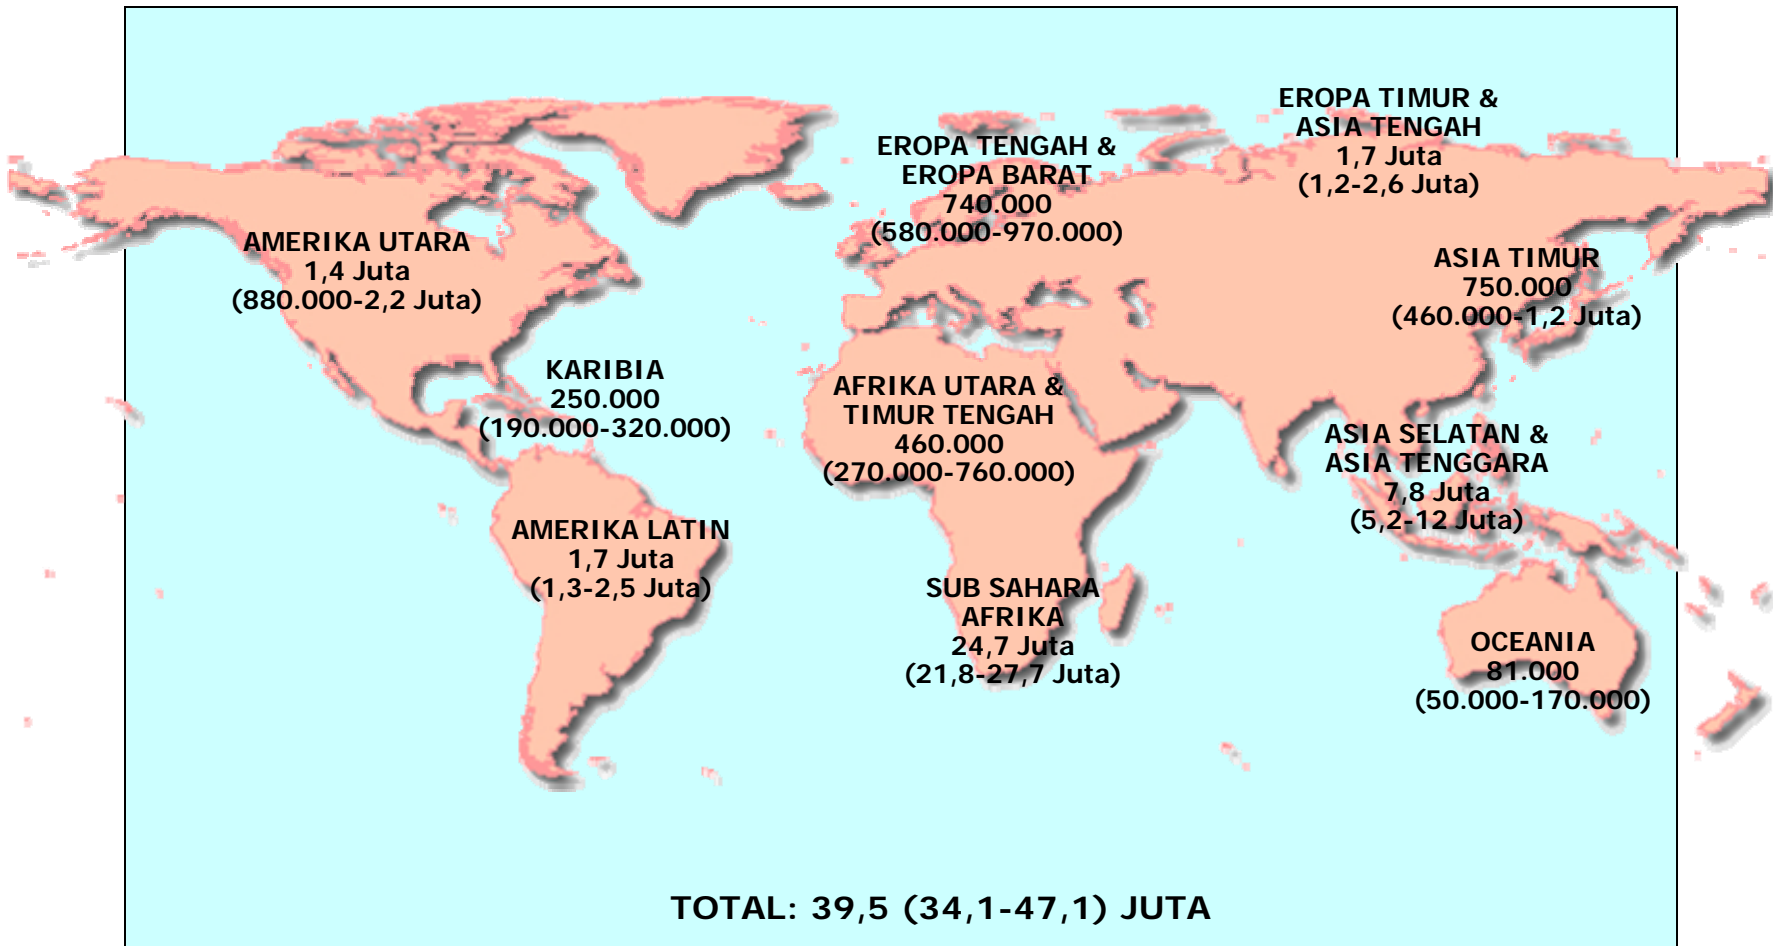 EROPA TIMUR &
ASIA TENGAH
1,7 Juta
(1,2-2,6 Juta)
EROPA TENGAH &
EROPA BARAT
740.000
(580.000-970.000)
AMERIKA UTARA
1,4 Juta
(880.000-2,2 Juta)
ASIA TIMUR
750.000
(460.000-1,2 Juta)
KARIBIA
250.000
(190.000-320.000)
AFRIKA UTARA &
TIMUR TENGAH
460.000
(270.000-760.000)
ASIA SELATAN &
ASIA TENGGARA
7,8 Juta
(5,2-12 Juta)
AMERIKA LATIN
1,7 Juta
(1,3-2,5 Juta)
SUB SAHARA
AFRIKA
24,7 Juta
(21,8-27,7 Juta)
OCEANIA
81.000
(50.000-170.000)
TOTAL: 39,5 (34,1-47,1) JUTA